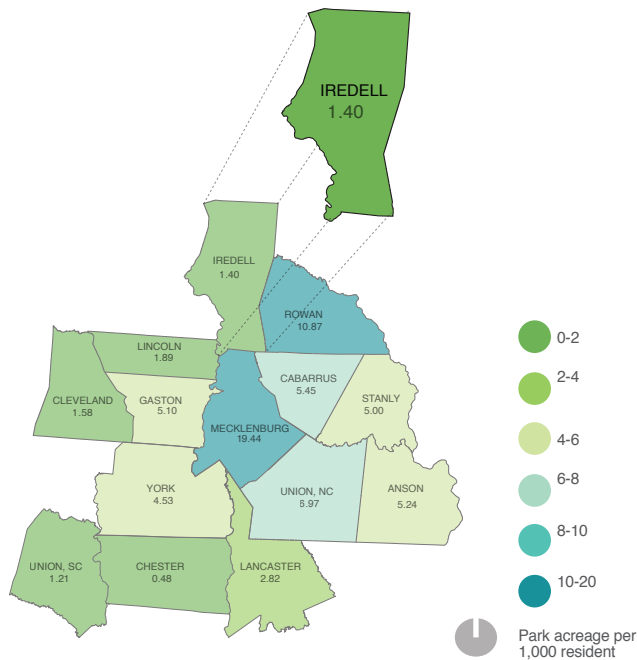 IREDELL
1.40
IREDELL
1.40
ROWAN
10.87
LINCOLN
1.89
CABARRUS
5.45
STANLY
5.00
CLEVELAND
1.58
GASTON
5.10
MECKLENBURG
19.44
YORK
4.53
UNION, NC
6.97
ANSON
5.24
UNION, SC
1.21
CHESTER
0.48
LANCASTER
2.82
0-2
2-4
4-6
6-8
8-10
10-20
Park acreage per
1,000 resident